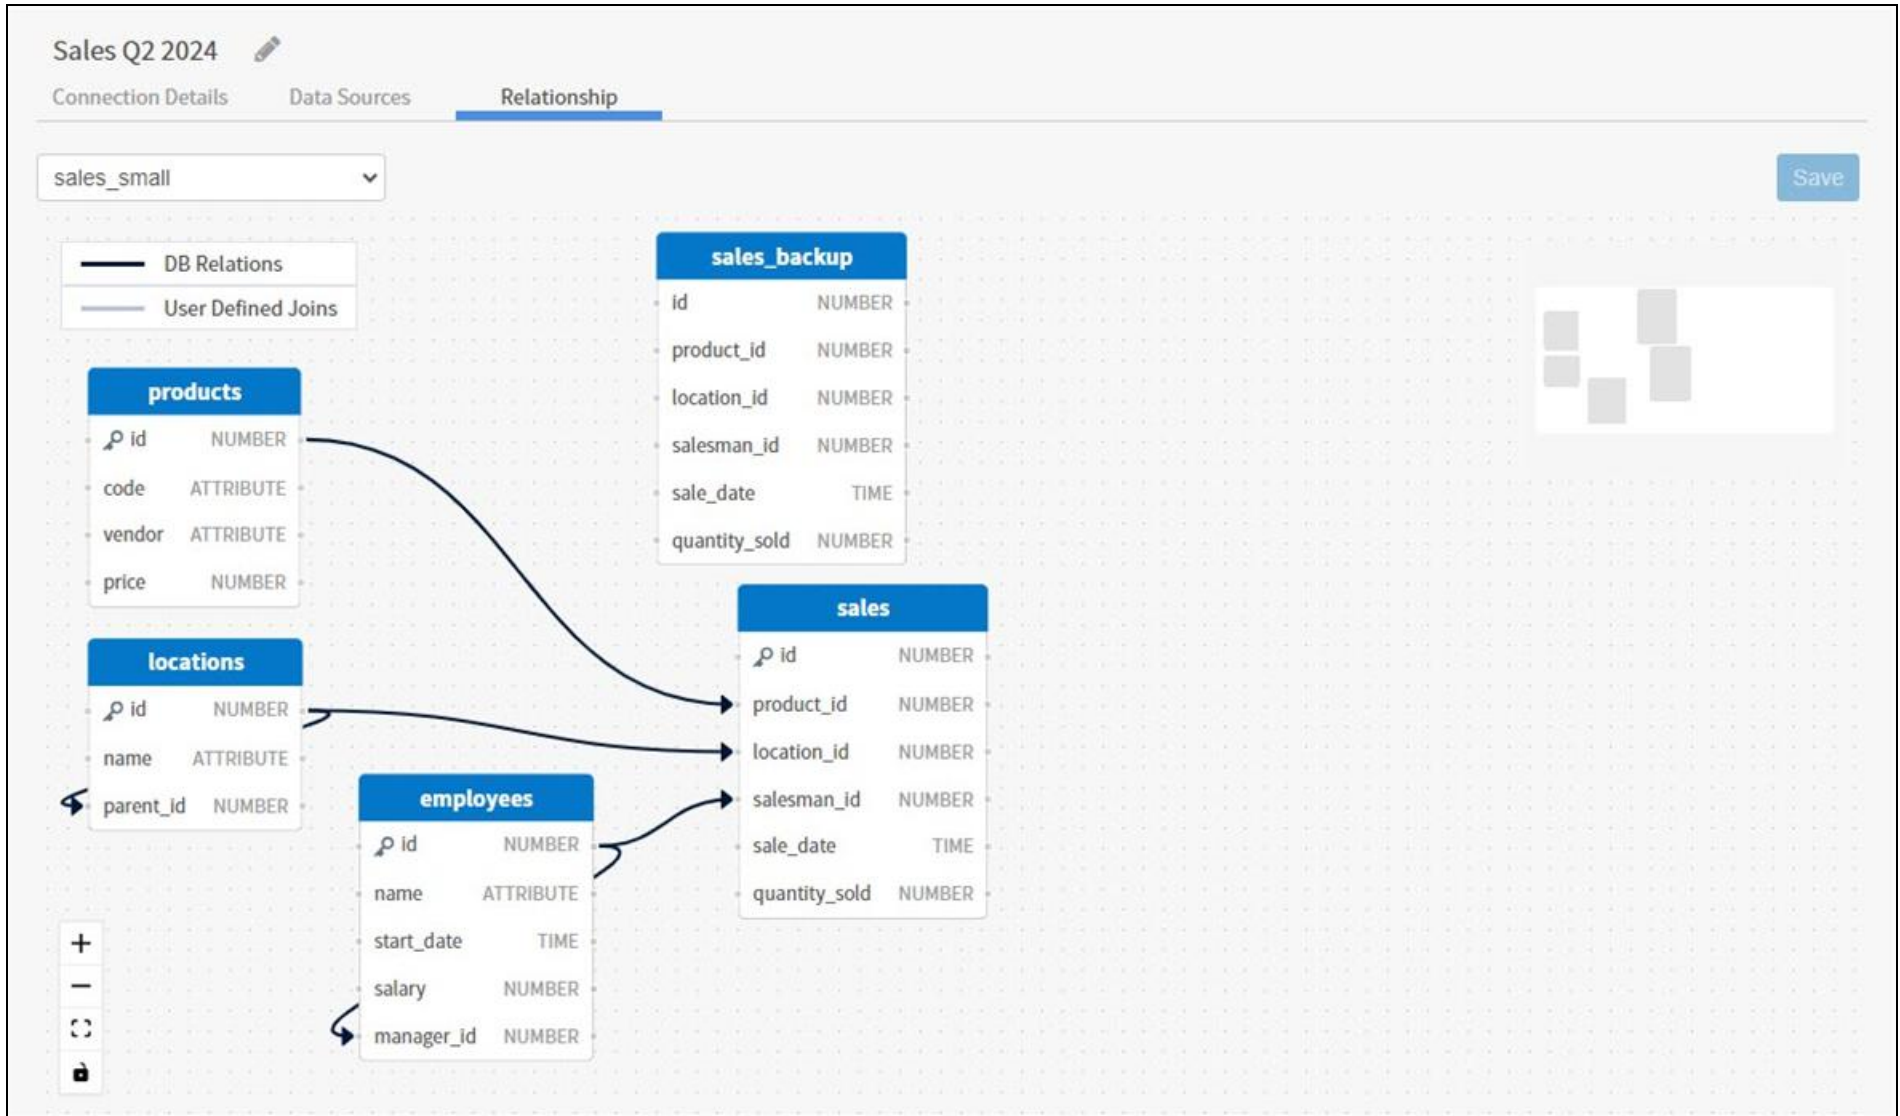 Sales Q2 2024
Connection Details Data Sources Relationship
sales_small
Save
DB Relations
User Defined Joins
sales_backup
id NUMBER
product_id NUMBER
location_id NUMBER
salesman_id NUMBER
sale_date TIME
quantity_sold NUMBER
products
id NUMBER
code ATTRIBUTE
vendor ATTRIBUTE
price NUMBER
locations
id NUMBER
name ATTRIBUTE
parent_id NUMBER
employees
id NUMBER
name ATTRIBUTE
start_date TIME
salary NUMBER
manager_id NUMBER
sales
id NUMBER
product_id NUMBER
location_id NUMBER
salesman_id NUMBER
sale_date TIME
quantity_sold NUMBER